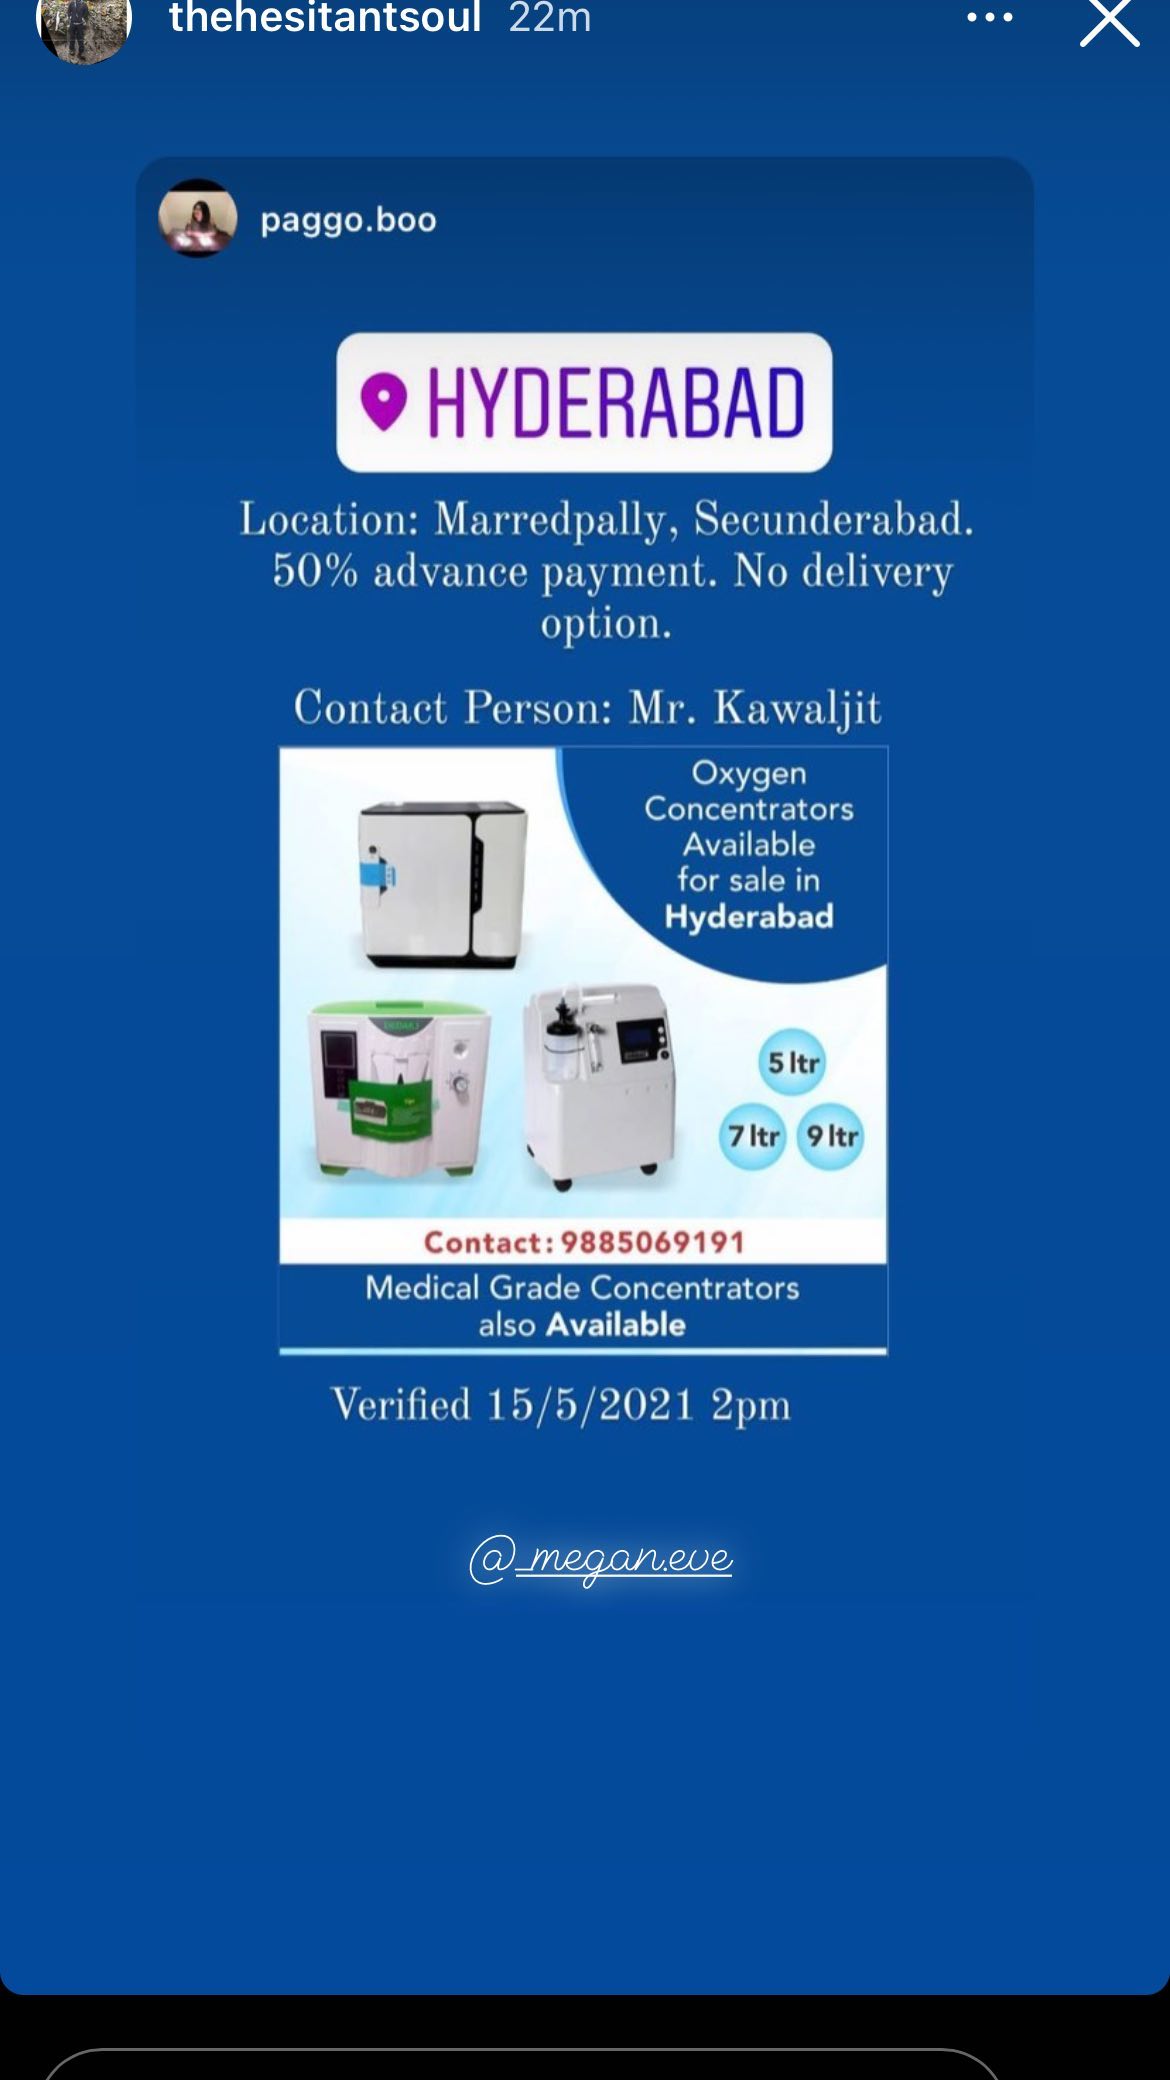 thehesitantsoul 22m
paggo.boo
HYDERABAD
Location: Marredpally, Secunderabad.
50% advance payment. No delivery
option.
Contact Person: Mr. Kawaljit
Oxygen
Concentrators
Available
for sale in
Hyderabad
DEDAKJ
5 ltr
7 ltr 9 ltr
Contact: 9885069191
Medical Grade Concentrators
also Available
Verified 15/5/2021 2pm
@_megan.eve